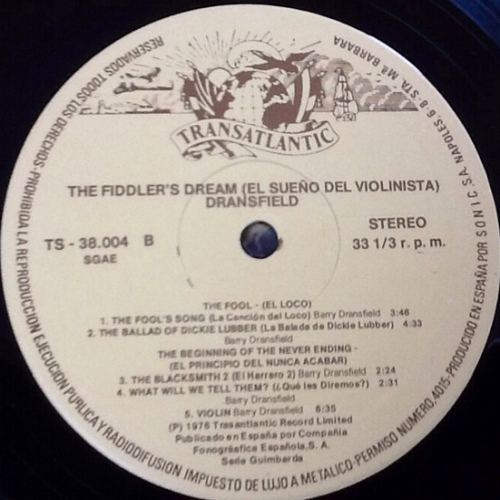 TRANSATLANTIC
THE FIDDLER'S DREAM (EL SUEÑO DEL VIOLINISTA)
DRANSFIELD
TS - 38.004 B
SGAE
STEREO
33 1/3 r. p. m.
THE FOOL - (EL LOCO)
1. THE FOOL'S SONG (La Canción del Loco) Barry Dransfield 3:46
2. THE BALLAD OF DICKIE LUBBER (La Balada de Dickie Lubber) 4:33
Barry Dransfield
THE BEGINNING OF THE NEVER ENDING -
(EL PRINCIPIO DEL NUNCA ACABAR)
3. THE BLACKSMITH 2 (El Herrero 2) Barry Dransfield 2:24
4. WHAT WILL WE TELL THEM? (¿Qué les Diremos?) 2:31
Barry Dransfield
5. VIOLIN Barry Dransfield 6:35
(P) 1976 Trasantlantic Record Limited
Publicado en España por Compañía
Fonográfica Española, S.A.
Serie Guimbarda
RESERVADOS TODOS LOS DERECHOS-PROHIBIDA LA REPRODUCCION EJECUCION PUBLICA Y RADIODIFUSION IMPUESTO DE LUJO A METALICO-PERMISO NUMERO, 4015-PRODUCIDO EN ESPAÑA POR SONIC S.A. NAPOLES, 6-8 STA. Mª BARBARA